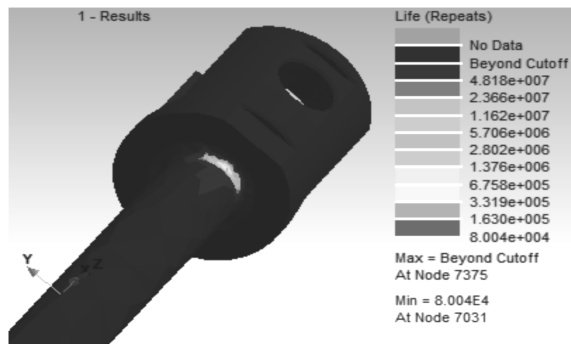 1 - Results
Life (Repeats)
No Data
Beyond Cutoff
4.818e+007
2.366e+007
1.162e+007
5.706e+006
2.802e+006
1.376e+006
6.758e+005
3.319e+005
1.630e+005
8.004e+004
Max = Beyond Cutoff
At Node 7375
Min = 8.004E4
At Node 7031
Y
Z